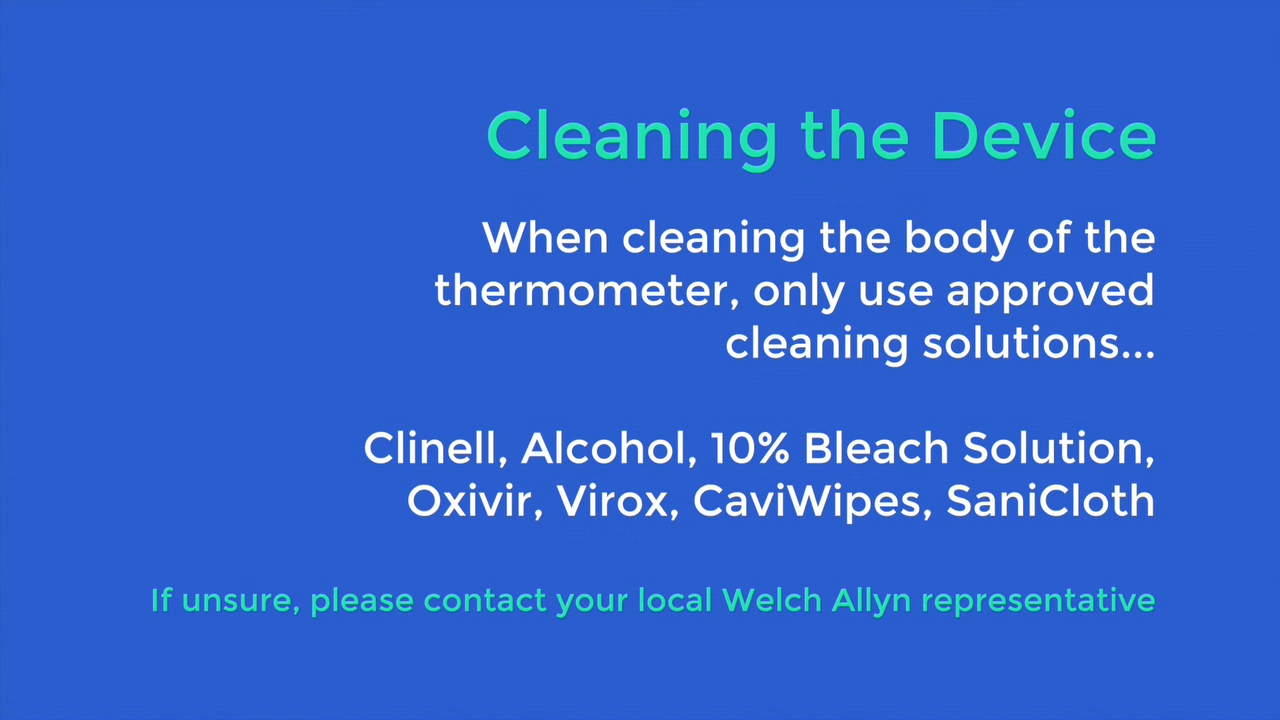 Cleaning the Device
When cleaning the body of the
thermometer, only use approved
cleaning solutions...
Clinell, Alcohol, 10% Bleach Solution,
Oxivir, Virox, CaviWipes, SaniCloth
If unsure, please contact your local Welch Allyn representative